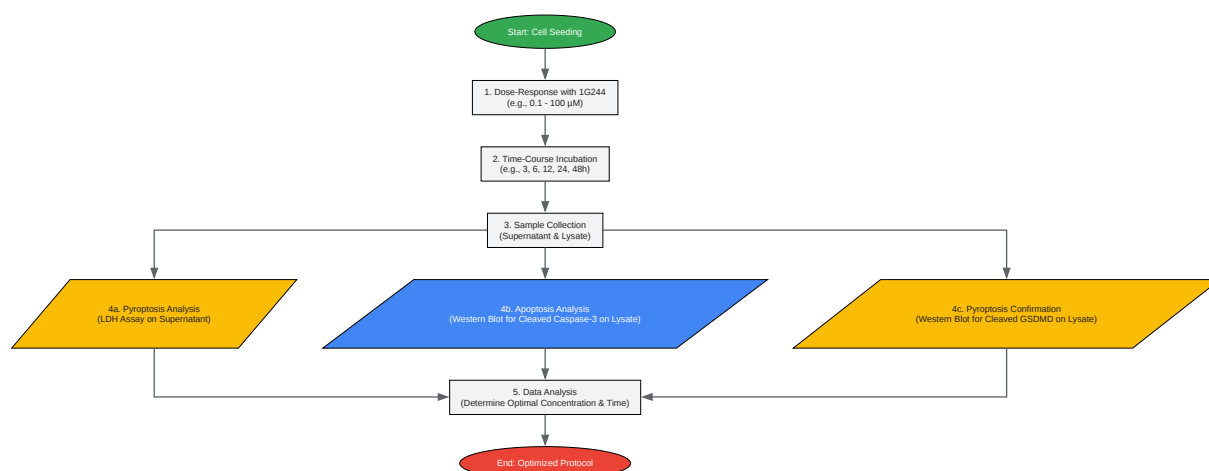 Start: Cell Seeding
1. Dose-Response with 1G244
(e.g., 0.1 - 100 µM)
2. Time-Course Incubation
(e.g., 3, 6, 12, 24, 48h)
3. Sample Collection
(Supernatant & Lysate)
4a. Pyroptosis Analysis
(LDH Assay on Supernatant)
4b. Apoptosis Analysis
(Western Blot for Cleaved Caspase-3 on Lysate)
4c. Pyroptosis Confirmation
(Western Blot for Cleaved GSDMD on Lysate)
5. Data Analysis
(Determine Optimal Concentration & Time)
End: Optimized Protocol